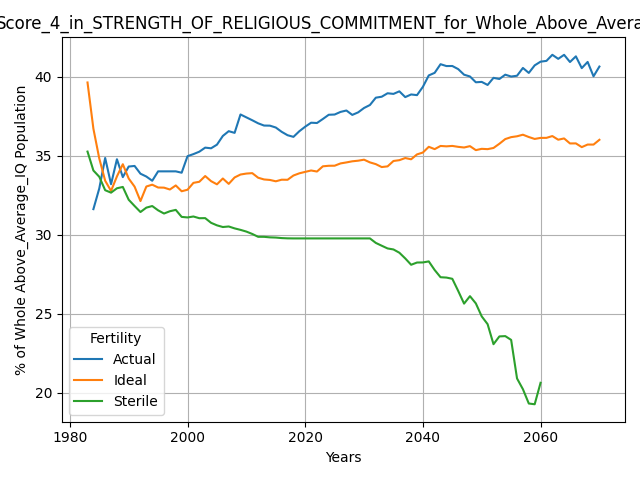 Score_4_in_STRENGTH_OF_RELIGIOUS_COMMITMENT_for_Whole_Above_Avera
% of Whole Above_Average_IQ Population
40
35
30
25
20
Fertility
Actual
Ideal
Sterile
1980
2000
2020
2040
2060
Years